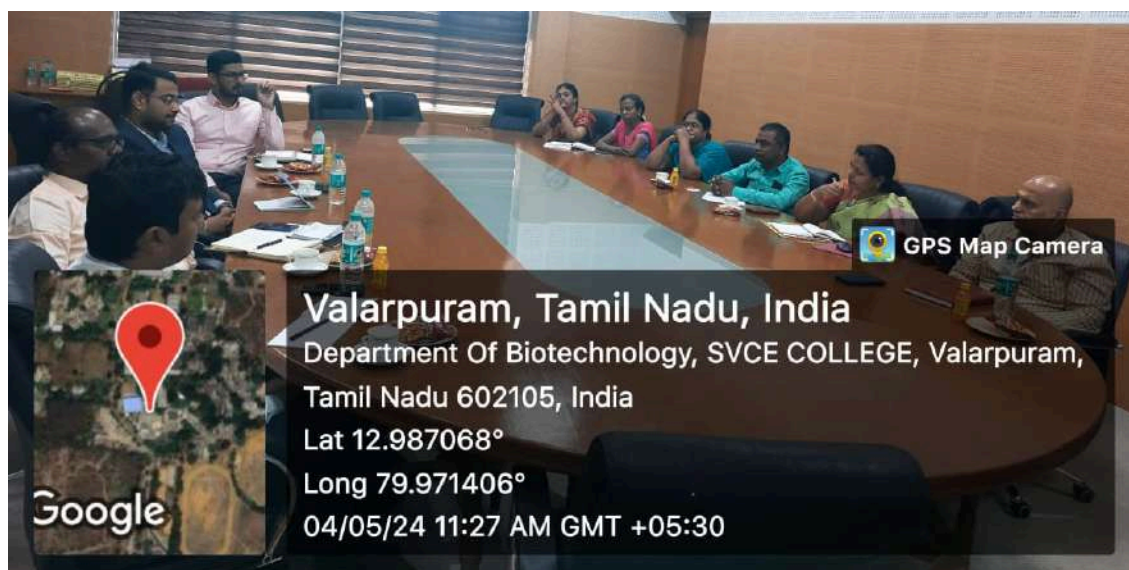 GPS Map Camera
Valarpuram, Tamil Nadu, India
Department Of Biotechnology, SVCE COLLEGE, Valarpuram,
Tamil Nadu 602105, India
Lat 12.987068°
Long 79.971406°
04/05/24 11:27 AM GMT +05:30
Google